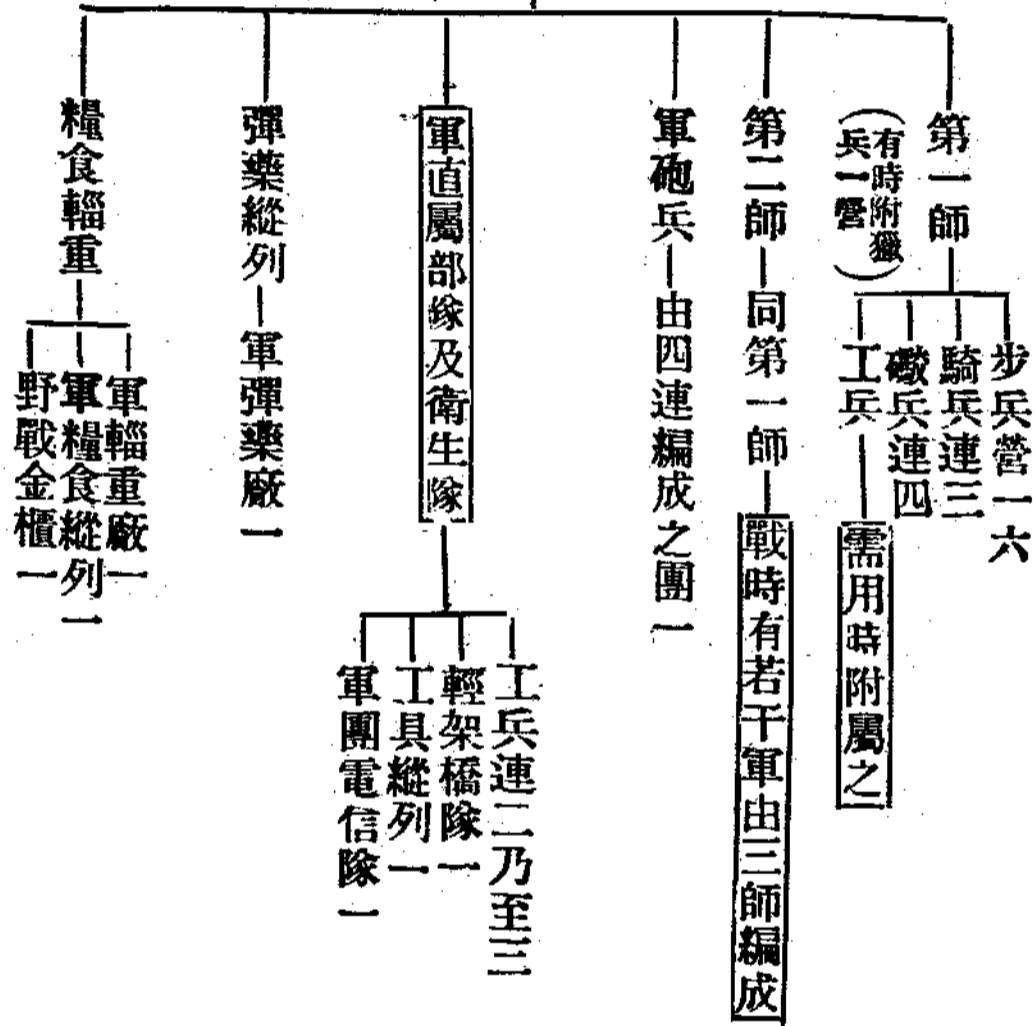 第一師
(有時附獵
兵一營)
步兵營一六
騎兵連三
礮兵連四
工兵
需用時附屬之
第二師
同第一師
戰時有若干軍由三師編成
軍砲兵
由四連編成之團一
軍直屬部隊及衛生隊
工兵連二乃至三
輕架橋隊一
工具縱列一
軍團電信隊一
彈藥縱列
軍彈藥廠一
糧食輜重
軍輜重廠一
軍糧食縱列一
野戰金櫃一